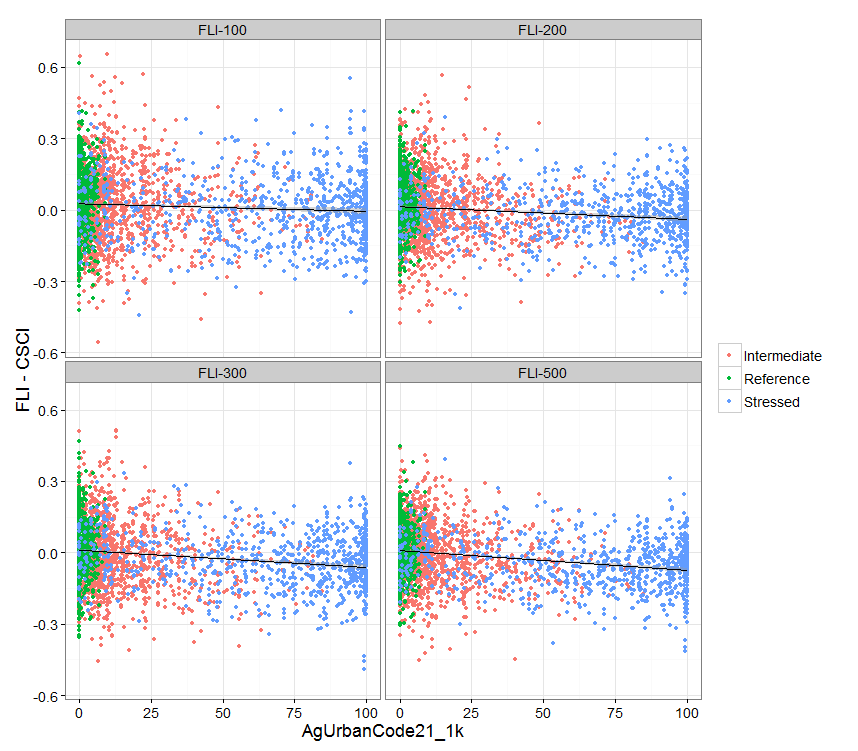 FLI-100 FLI-200
0.6
0.3
0.0
-0.3
-0.6
FLI-300 FLI-500
0.6
0.3
0.0
-0.3
-0.6
0 25 50 75 100 0 25 50 75 100
AgUrbanCode21_1k
FLI - CSCI
Intermediate
Reference
Stressed